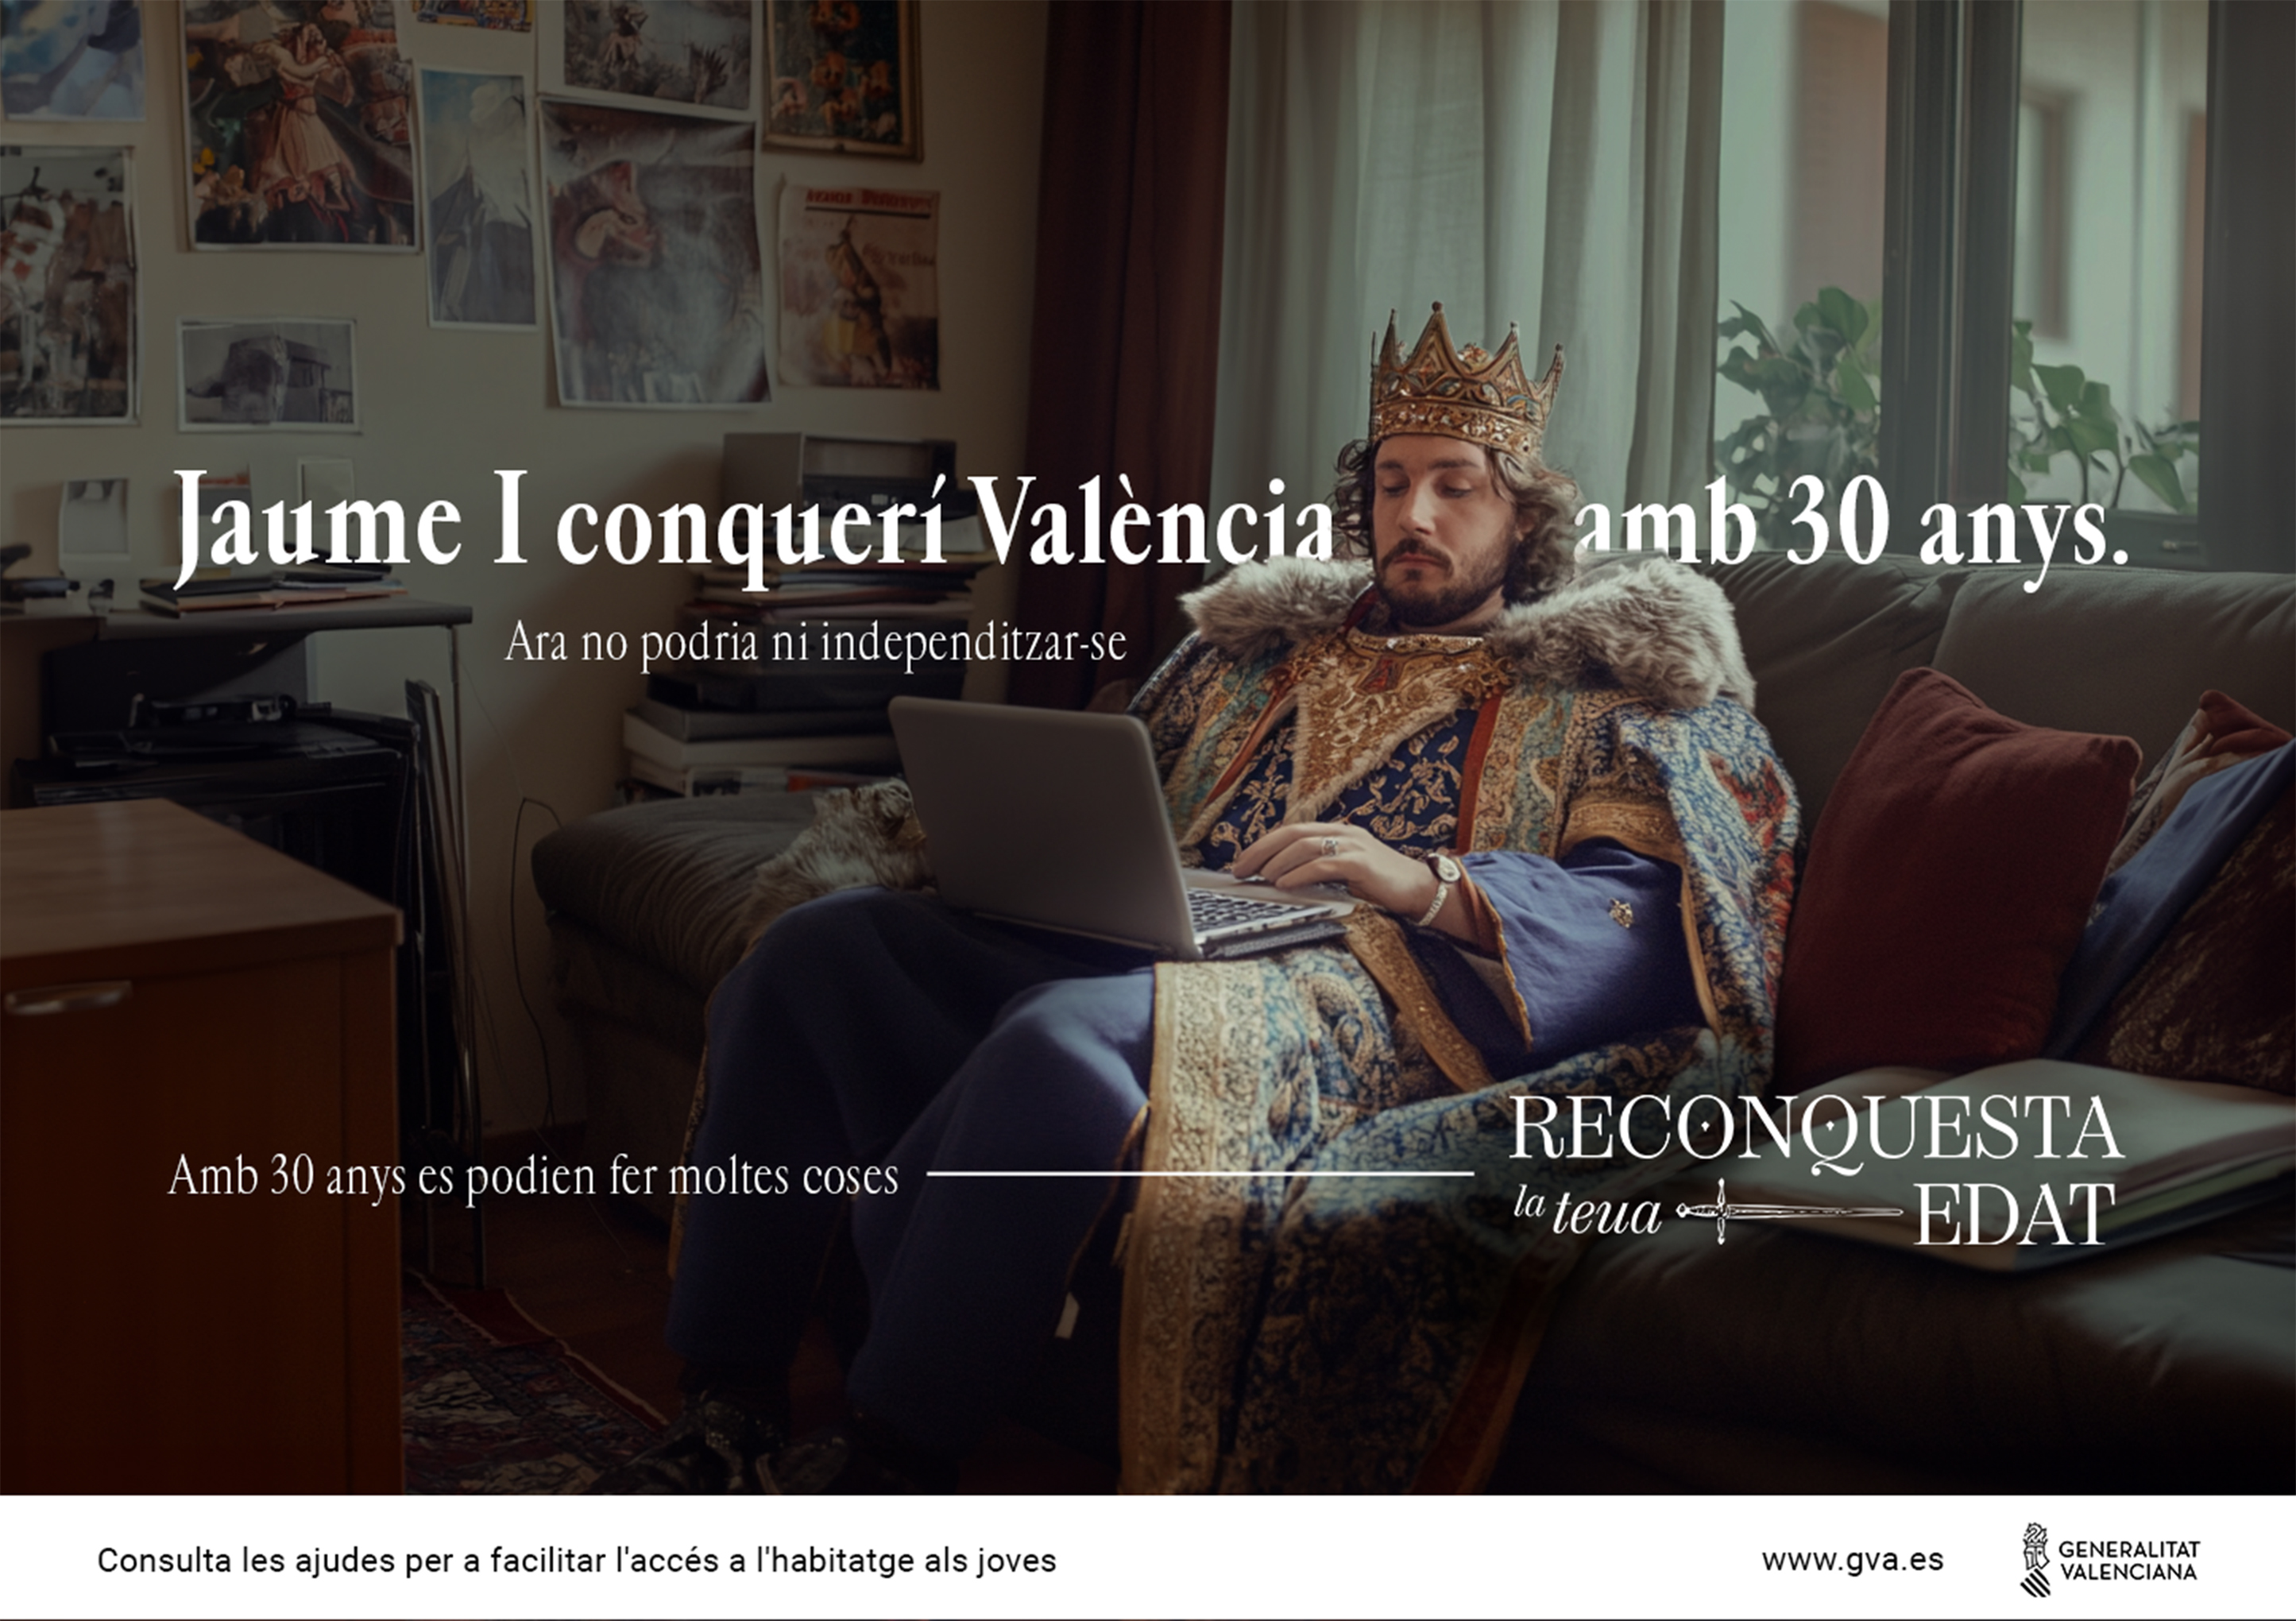 Jaume I conquerí València amb 30 anys.
Ara no podria ni independitzar-se
Amb 30 anys es podien fer moltes coses
RECONQUESTA
la teua EDAT
Consulta les ajudes per a facilitar l'accés a l'habitatge als joves
www.gva.es
GENERALITAT
VALENCIANA